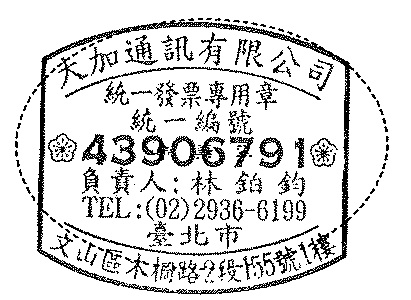 天加通訊有限公司
統一發票專用章
統一編號
43906791
負責人:林鉑鈞
TEL:(02)2936-6199
臺北市
文山區木柵路2段155號1樓